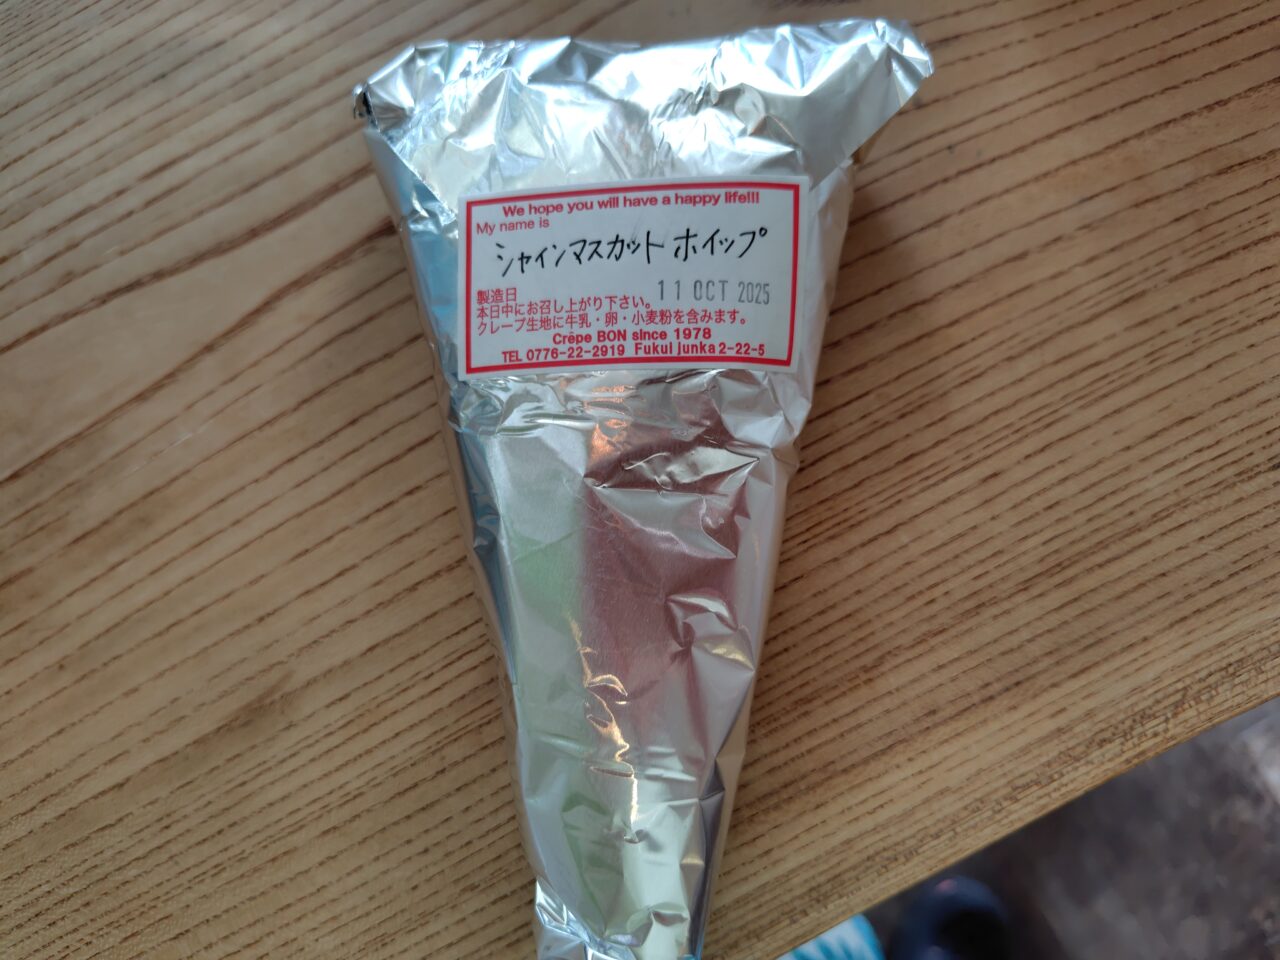 We hope you will have a happy life!!!
My name is
シャインマスカット ホイップ
製造日 11 OCT 2025
本日中にお召し上がり下さい。
クレープ生地に牛乳・卵・小麦粉を含みます。
Crêpe BON since 1978
TEL 0776-22-2919 Fukui junka 2-22-5